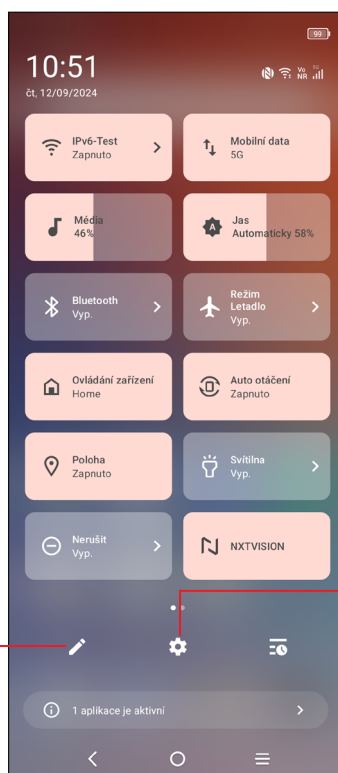 99
10:51
Vo
NR
5G
čt, 12/09/2024
IPv6-Test
Zapnuto
Mobilní data
5G
Média
46%
A
Jas
Automaticky 58%
Bluetooth
Vyp.
Režim
Letadlo
Vyp.
Ovládání zařízení
Home
Auto otáčení
Zapnuto
Poloha
Zapnuto
Svítilna
Vyp.
Nerušit
Vyp.
NXTVISION
1 aplikace je aktivní